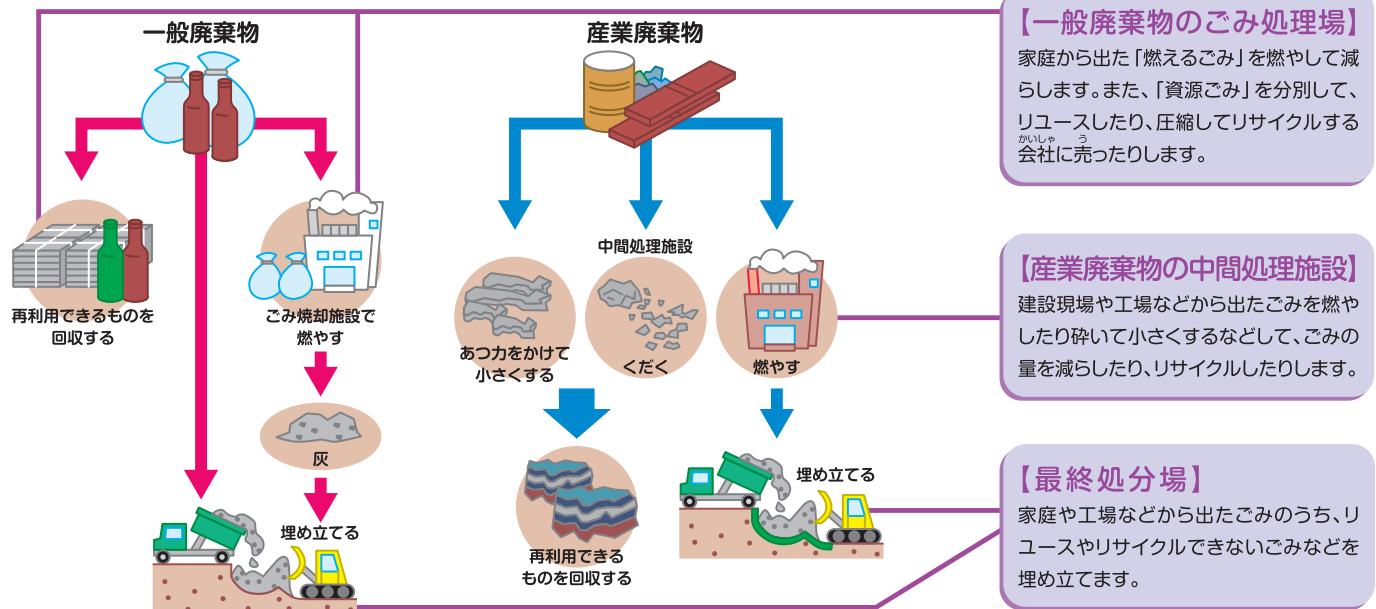 一般廃棄物
再利用できるものを
回収する
ごみ焼却施設で
燃やす
灰
埋め立てる
産業廃棄物
中間処理施設
あつ力をかけて
小さくする
くだく
燃やす
再利用できる
ものを回収する
埋め立てる
【一般廃棄物のごみ処理場】
家庭から出た「燃えるごみ」を燃やして減
らします。また、「資源ごみ」を分別して、
リユースしたり、圧縮してリサイクルする
かいしゃ う
会社に売ったりします。
【産業廃棄物の中間処理施設】
建設現場や工場などから出たごみを燃や
したり砕いて小さくするなどして、ごみの
量を減らしたり、リサイクルしたりします。
【最終処分場】
家庭や工場などから出たごみのうち、リ
ユースやリサイクルできないごみなどを
埋め立てます。